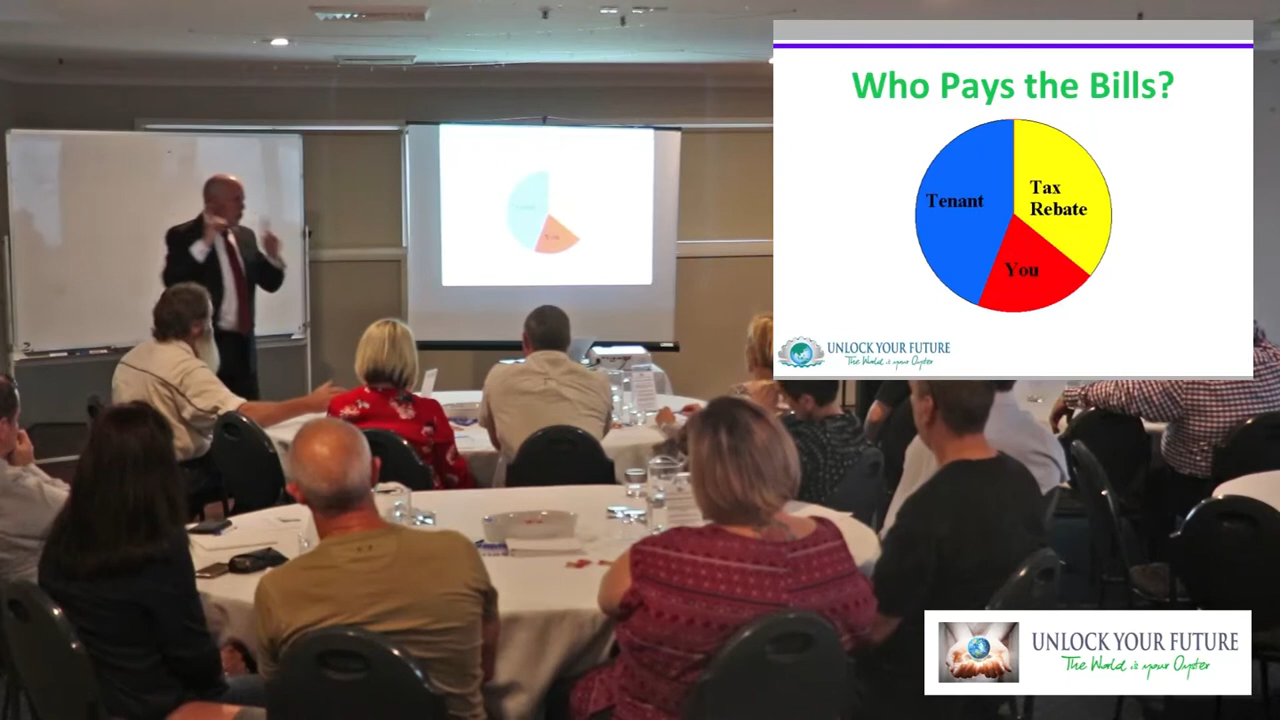 Who Pays the Bills?
Tenant
Tax
Rebate
You
UNLOCK YOUR FUTURE
The World is your Oyster
UNLOCK YOUR FUTURE
The World is your Oyster